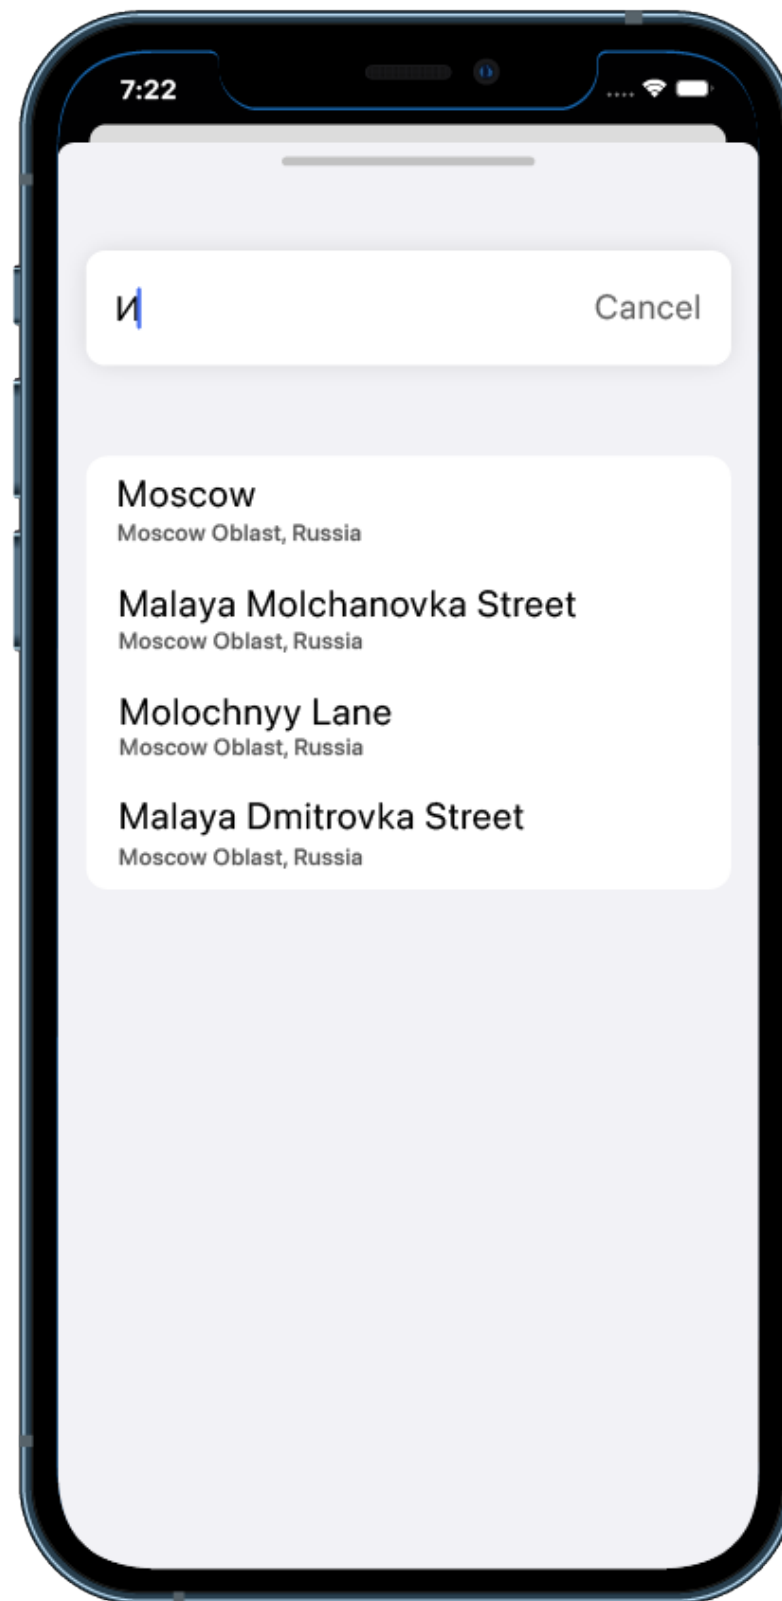 7:22
И
Cancel
Moscow
Moscow Oblast, Russia
Malaya Molchanovka Street
Moscow Oblast, Russia
Molochnyy Lane
Moscow Oblast, Russia
Malaya Dmitrovka Street
Moscow Oblast, Russia